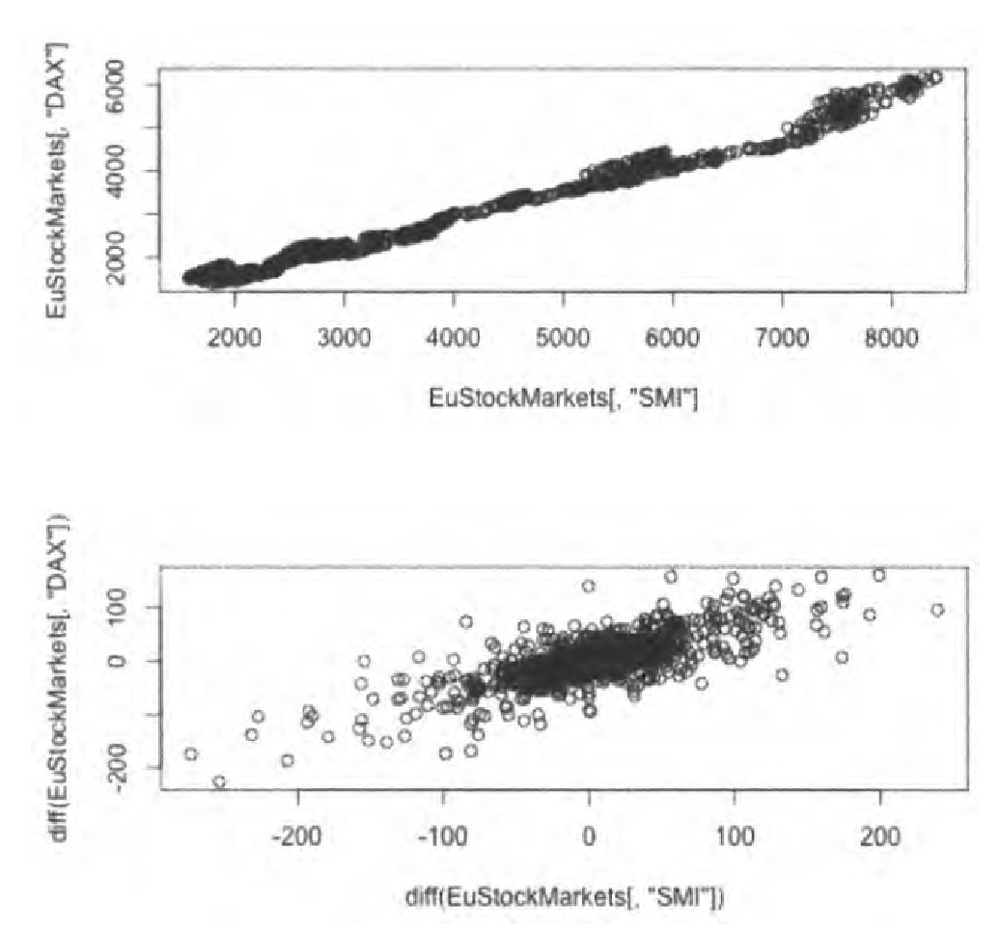 EuStockMarkets[, "DAX"]
6000
4000
2000
2000 3000 4000 5000 6000 7000 8000
EuStockMarkets[, "SMI"]
diff(EuStockMarkets[, "DAX"])
100
0
-200
-200 -100 0 100 200
diff(EuStockMarkets[, "SMI"])